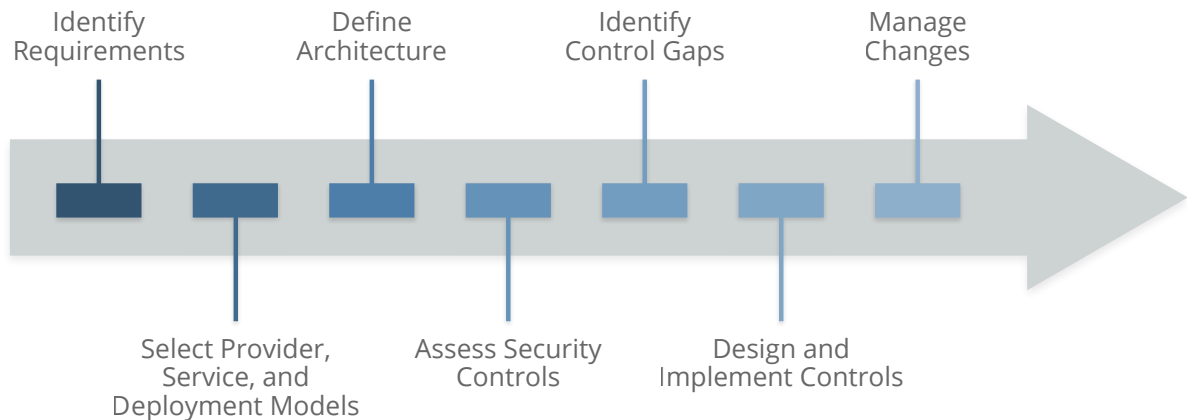 Identify
Requirements
Define
Architecture
Identify
Control Gaps
Manage
Changes
Select Provider,
Service, and
Deployment Models
Assess Security
Controls
Design and
Implement Controls